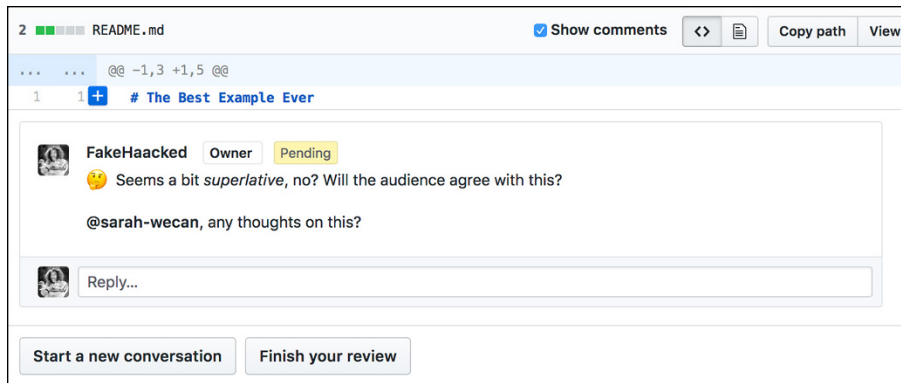 2 README.md Show comments <> Copy path View
... ... @@ -1,3 +1,5 @@
1 1 + # The Best Example Ever
FakeHaacked Owner Pending
🤔 Seems a bit superlative, no? Will the audience agree with this?
@sarah-wecan, any thoughts on this?
Reply...
Start a new conversation Finish your review